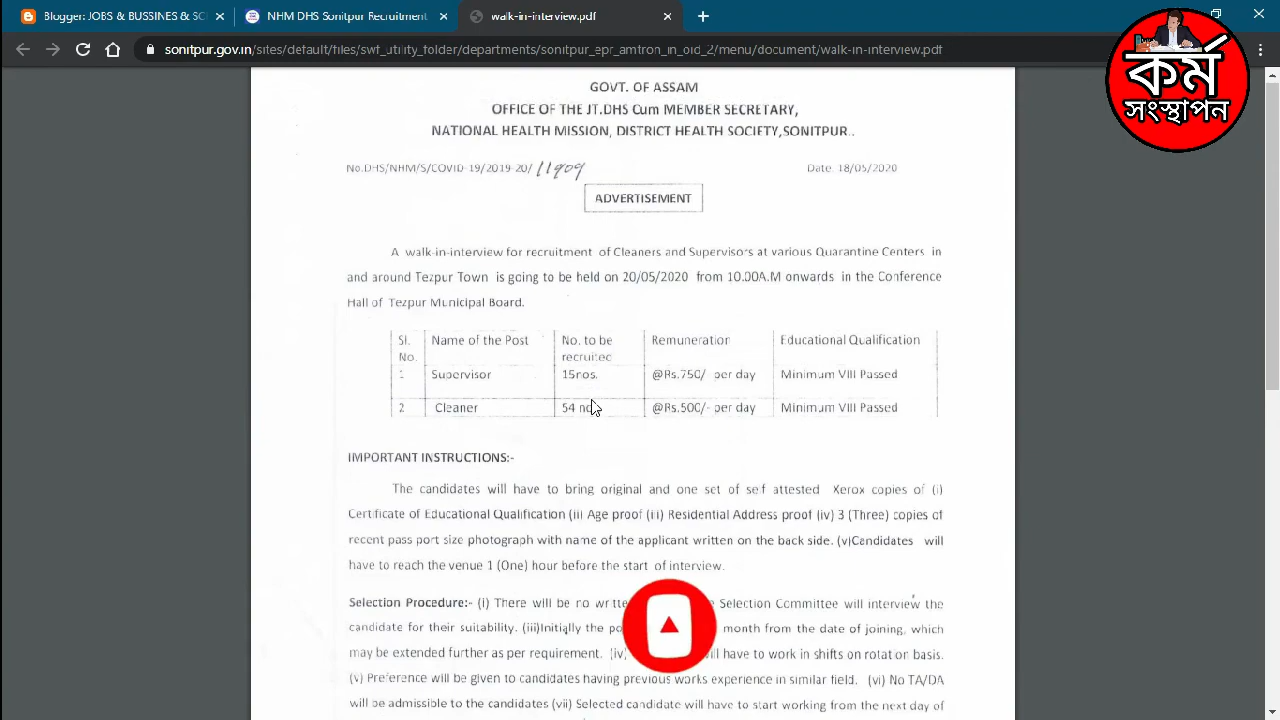 Blogger: JOBS & BUSSINES & SC
NHM DHS Sonitpur Recruitment
walk-in-interview.pdf
sonitpur.gov.in/sites/default/files/swf_utility_folder/departments/sonitpur_epr_amtron_in_oid_2/menu/document/walk-in-interview.pdf
কর্ম
সংস্থাপন
GOVT. OF ASSAM
OFFICE OF THE JT.DHS Cum MEMBER SECRETARY,
NATIONAL HEALTH MISSION, DISTRICT HEALTH SOCIETY,SONITPUR..
No.DHS/NHM/S/COVID-19/2019-20/11909
Date. 18/05/2020
ADVERTISEMENT
A walk-in-interview for recruitment of Cleaners and Supervisors at various Quarantine Centers in
and around Tezpur Town is going to be held on 20/05/2020 from 10.00A.M onwards in the Conference
Hall of Tezpur Municipal Board.
Sl. No. Name of the Post No. to be recruited Remuneration Educational Qualification
1 Supervisor 15nos. @Rs.750/ per day Minimum VIII Passed
2 Cleaner 54 @Rs.500/- per day Minimum VIII Passed
IMPORTANT INSTRUCTIONS:-
The candidates will have to bring original and one set of self attested Xerox copies of (i)
Certificate of Educational Qualification (ii) Age proof (iii) Residential Address proof (iv) 3 (Three) copies of
recent pass port size photograph with name of the applicant written on the back side. (v)Candidates will
have to reach the venue 1 (One) hour before the start of interview.
Selection Procedure:- (i) There will be no Selection Committee will interview the
candidate for their suitability. (iii)Initially the month from the date of joining, which
may be extended further as per requirement. (iv) will have to work in shifts on rotation basis.
(v) Preference will be given to candidates having previous works experience in similar field. (vi) No TA/DA
will be admissible to the candidates (vii) Selected candidate will have to start working from the next day of